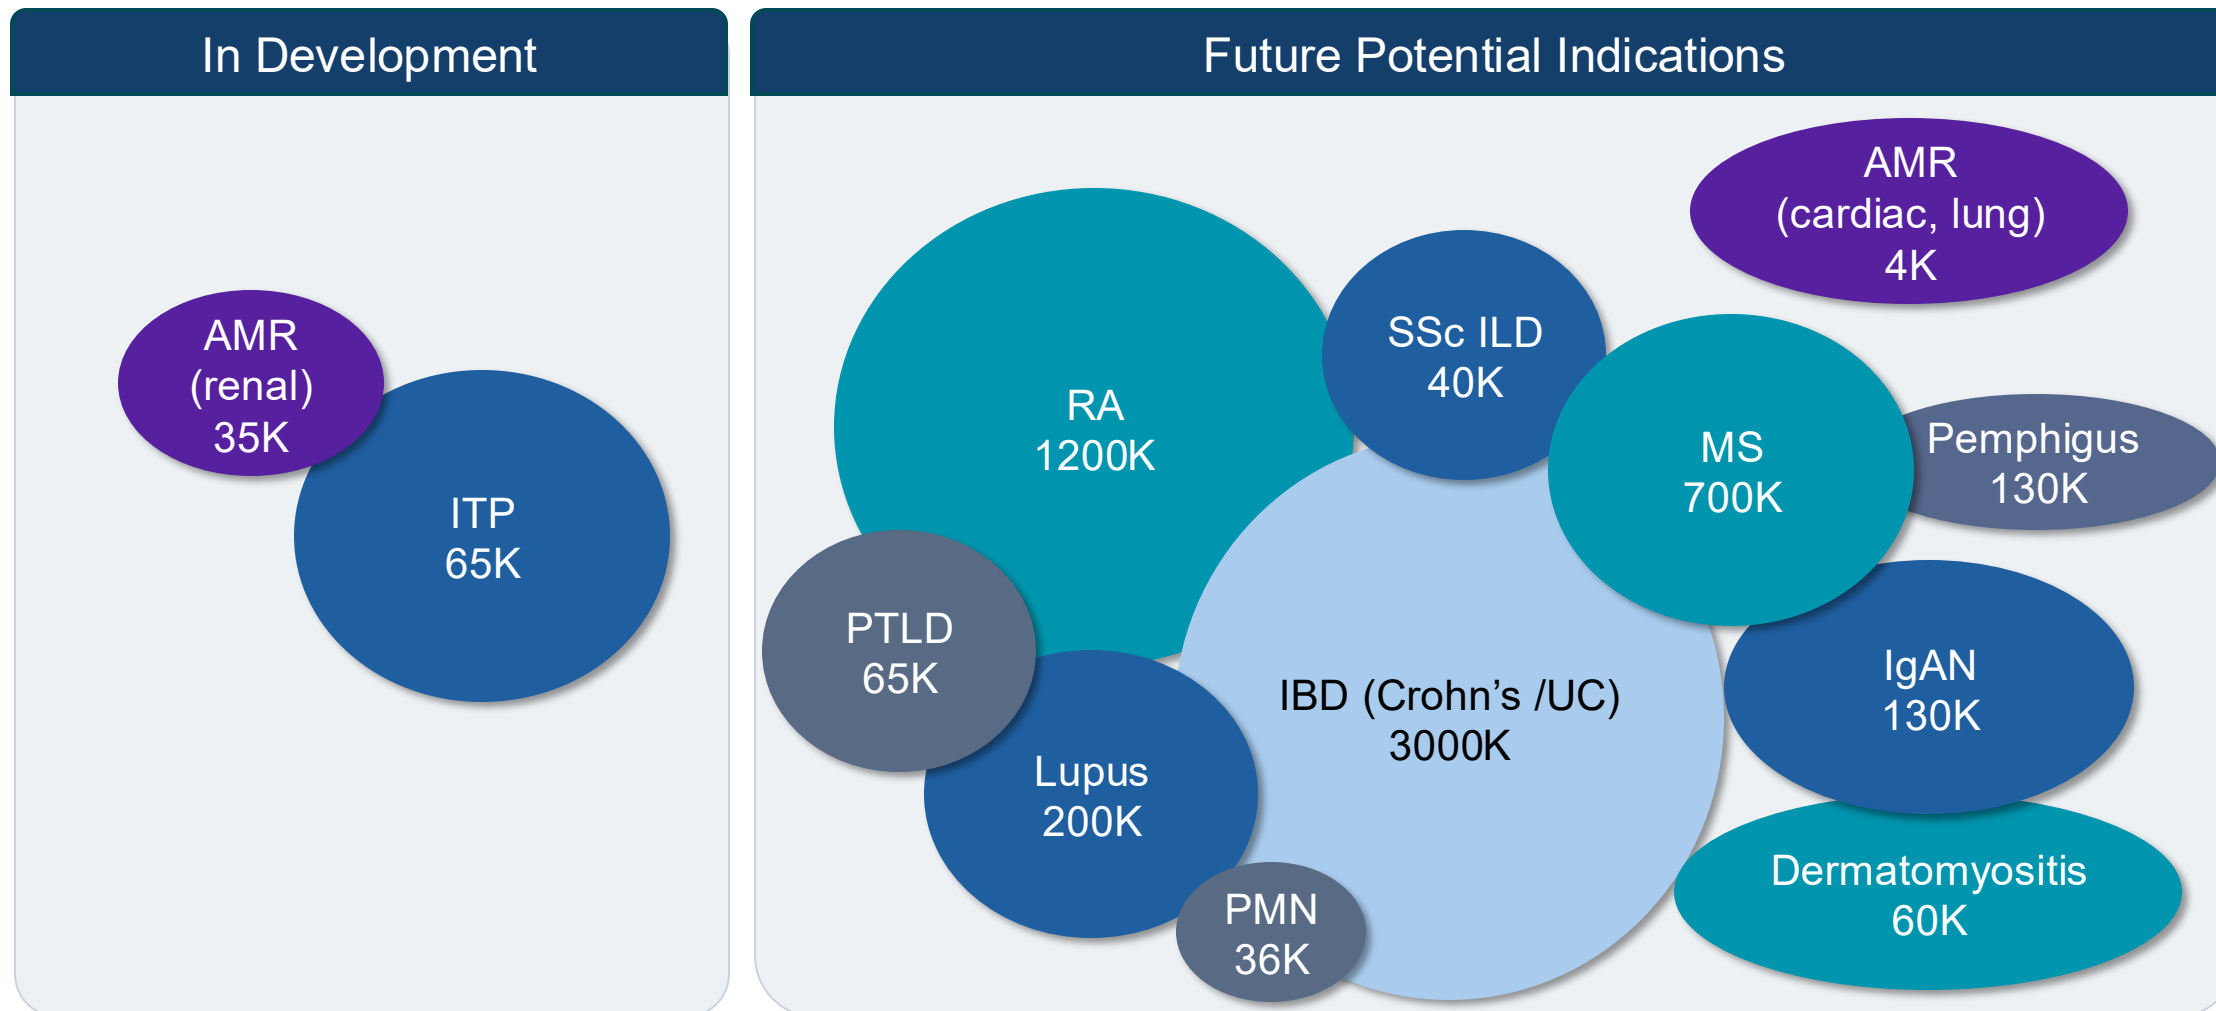 In Development
Future Potential Indications
AMR
(renal)
35K
ITP
65K
AMR
(cardiac, lung)
4K
RA
1200K
SSc ILD
40K
MS
700K
Pemphigus
130K
PTLD
65K
IgAN
130K
IBD (Crohn’s /UC)
3000K
Lupus
200K
Dermatomyositis
60K
PMN
36K